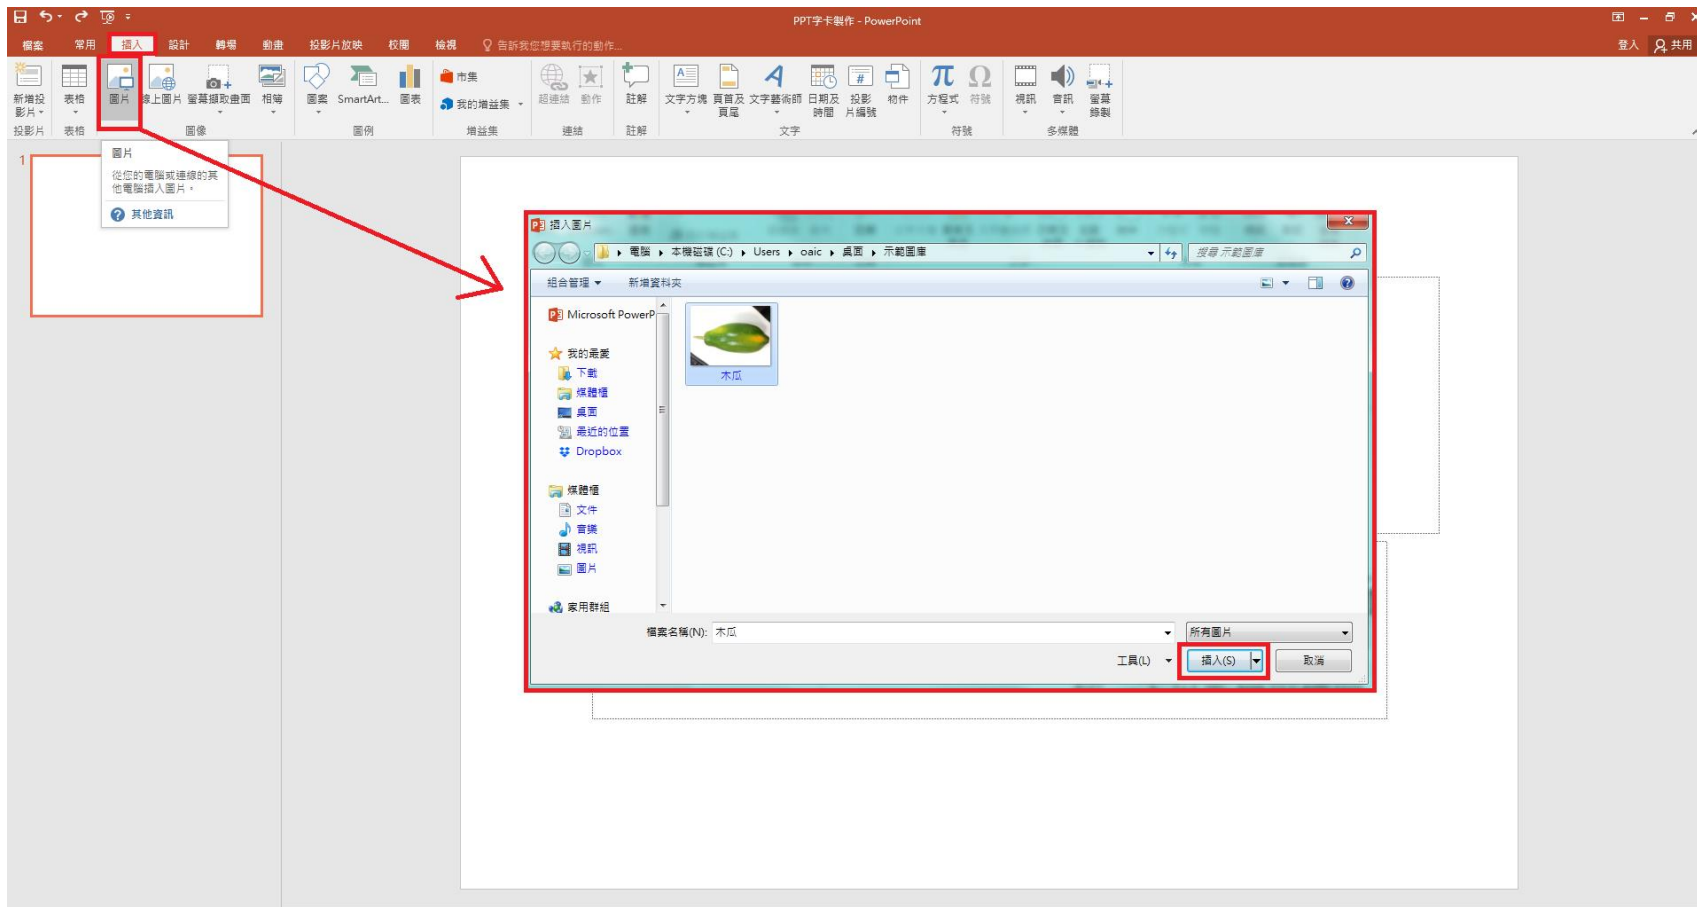 PPT字卡製作 - PowerPoint
檔案 常用 插入 設計 轉場 動畫 投影片放映 校閱 檢視 告訴我您想要執行的動作... 登入 共用
新增投影片 表格 圖片 線上圖片 螢幕擷取畫面 相簿 圖案 SmartArt... 圖表 市集 我的增益集 超連結 動作 註解 文字方塊 頁首及頁尾 文字藝術師 日期及時間 投影片編號 物件 方程式 符號 視訊 音訊 螢幕錄製
投影片 表格 圖像 圖例 增益集 連結 註解 文字 符號 多媒體
1
圖片
從您的電腦或連線的其
他電腦插入圖片。
其他資訊
插入圖片
電腦 本機磁碟 (C:) Users oaic 桌面 示範圖庫 搜尋 示範圖庫
組合管理 新增資料夾
Microsoft PowerP
我的最愛
下載
媒體櫃
桌面
最近的位置
Dropbox
媒體櫃
文件
音樂
視訊
圖片
家用群組
木瓜
檔案名稱(N): 木瓜 所有圖片
工具(L) 插入(S) 取消